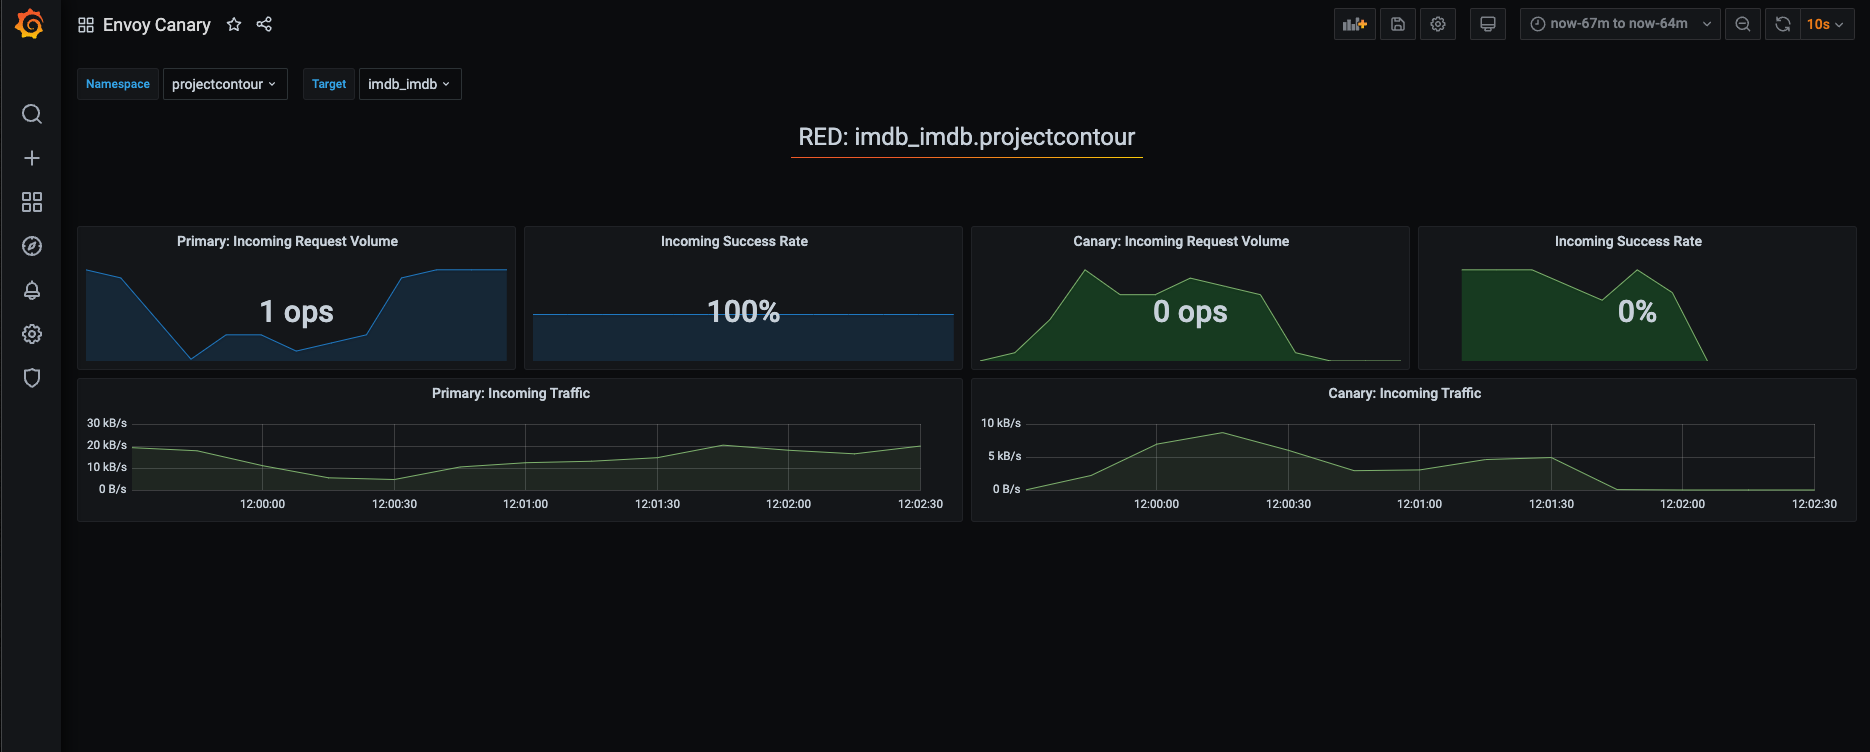 Envoy Canary
now-67m to now-64m
10s
Namespace projectcontour Target imdb_imdb
RED: imdb_imdb.projectcontour
Primary: Incoming Request Volume
1 ops
Incoming Success Rate
100%
Canary: Incoming Request Volume
0 ops
Incoming Success Rate
0%
Primary: Incoming Traffic
30 kB/s
20 kB/s
10 kB/s
0 B/s
12:00:00 12:00:30 12:01:00 12:01:30 12:02:00 12:02:30
Canary: Incoming Traffic
10 kB/s
5 kB/s
0 B/s
12:00:00 12:00:30 12:01:00 12:01:30 12:02:00 12:02:30